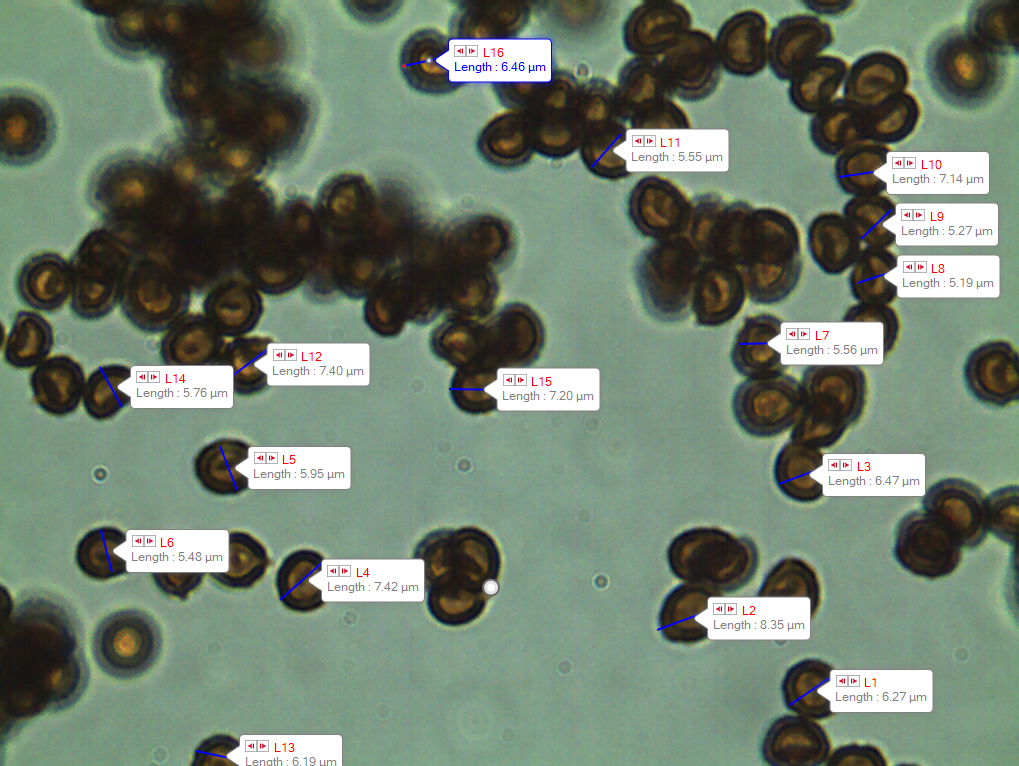 L16
Length : 6.46 µm
L11
Length : 5.55 µm
L10
Length : 7.14 µm
L9
Length : 5.27 µm
L8
Length : 5.19 µm
L7
Length : 5.56 µm
L12
Length : 7.40 µm
L14
Length : 5.76 µm
L15
Length : 7.20 µm
L5
Length : 5.95 µm
L3
Length : 6.47 µm
L6
Length : 5.48 µm
L4
Length : 7.42 µm
L2
Length : 8.35 µm
L1
Length : 6.27 µm
L13
Length : 6.19 µm